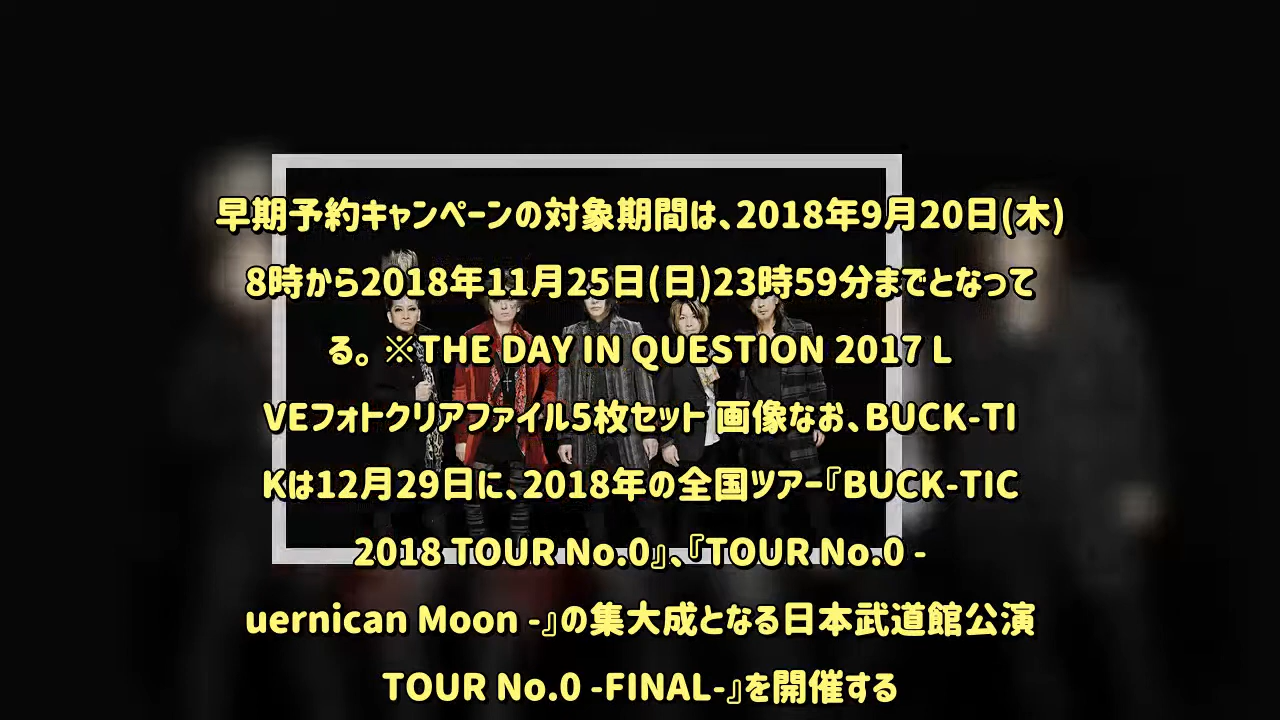 早期予約キャンペーンの対象期間は、2018年9月20日(木)
8時から2018年11月25日(日)23時59分までとなって
る。※THE DAY IN QUESTION 2017 L
VEフォトクリアファイル5枚セット 画像なお、BUCK-TI
Kは12月29日に、2018年の全国ツアー『BUCK-TIC
2018 TOUR No.0』、『TOUR No.0 -
uernican Moon -』の集大成となる日本武道館公演
TOUR No.0 -FINAL-』を開催する